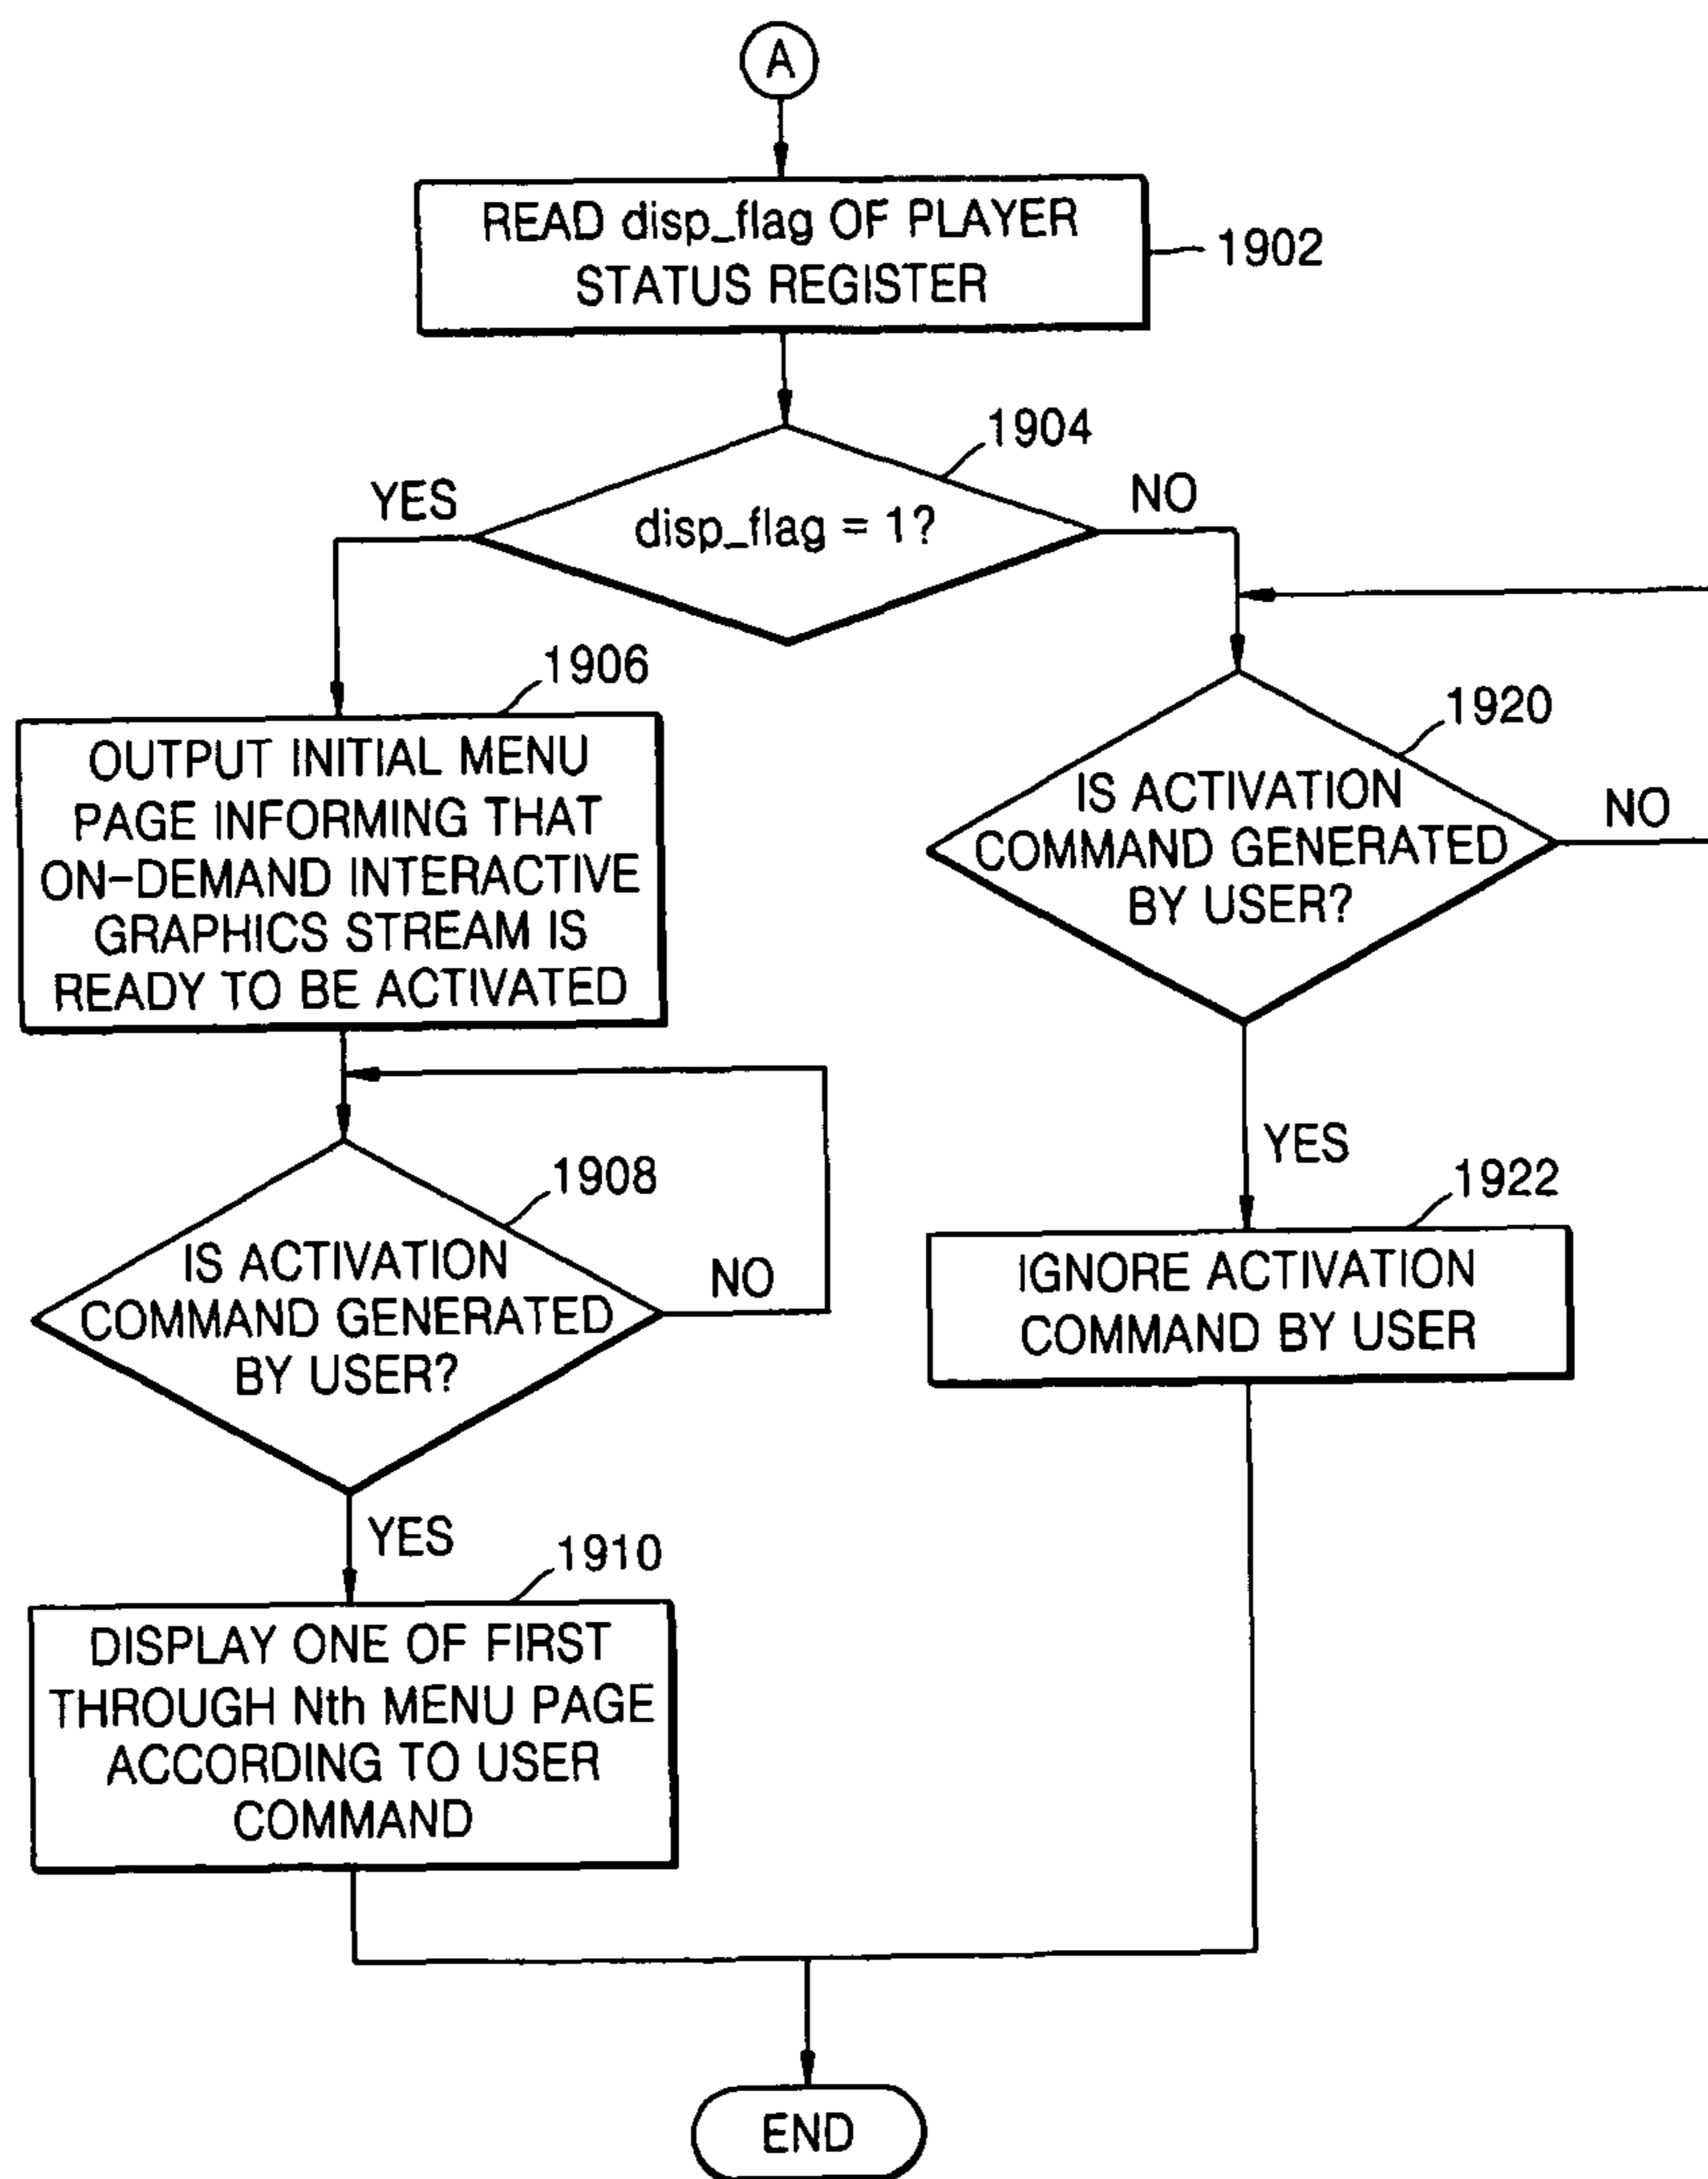 A
READ disp_flag OF PLAYER
STATUS REGISTER
1902
1904
YES
disp_flag = 1?
NO
1906
OUTPUT INITIAL MENU
PAGE INFORMING THAT
ON-DEMAND INTERACTIVE
GRAPHICS STREAM IS
READY TO BE ACTIVATED
1920
IS ACTIVATION
COMMAND GENERATED
BY USER?
NO
YES
1908
IS ACTIVATION
COMMAND GENERATED
BY USER?
NO
YES
1922
IGNORE ACTIVATION
COMMAND BY USER
1910
DISPLAY ONE OF FIRST
THROUGH Nth MENU PAGE
ACCORDING TO USER
COMMAND
END